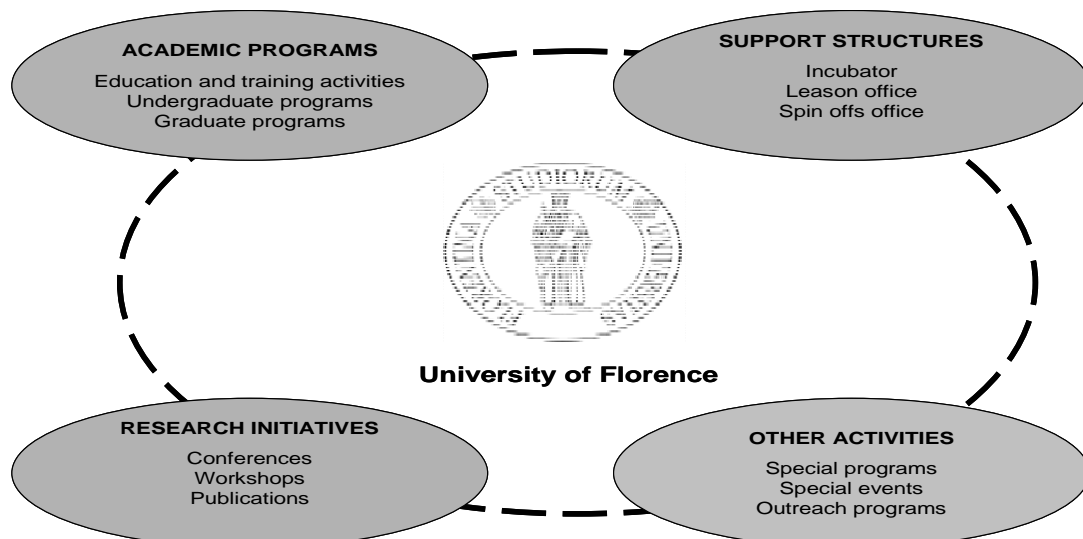 ACADEMIC PROGRAMS
Education and training activities
Undergraduate programs
Graduate programs
SUPPORT STRUCTURES
Incubator
Leason office
Spin offs office
STUDIORUM
University of Florence
RESEARCH INITIATIVES
Conferences
Workshops
Publications
OTHER ACTIVITIES
Special programs
Special events
Outreach programs